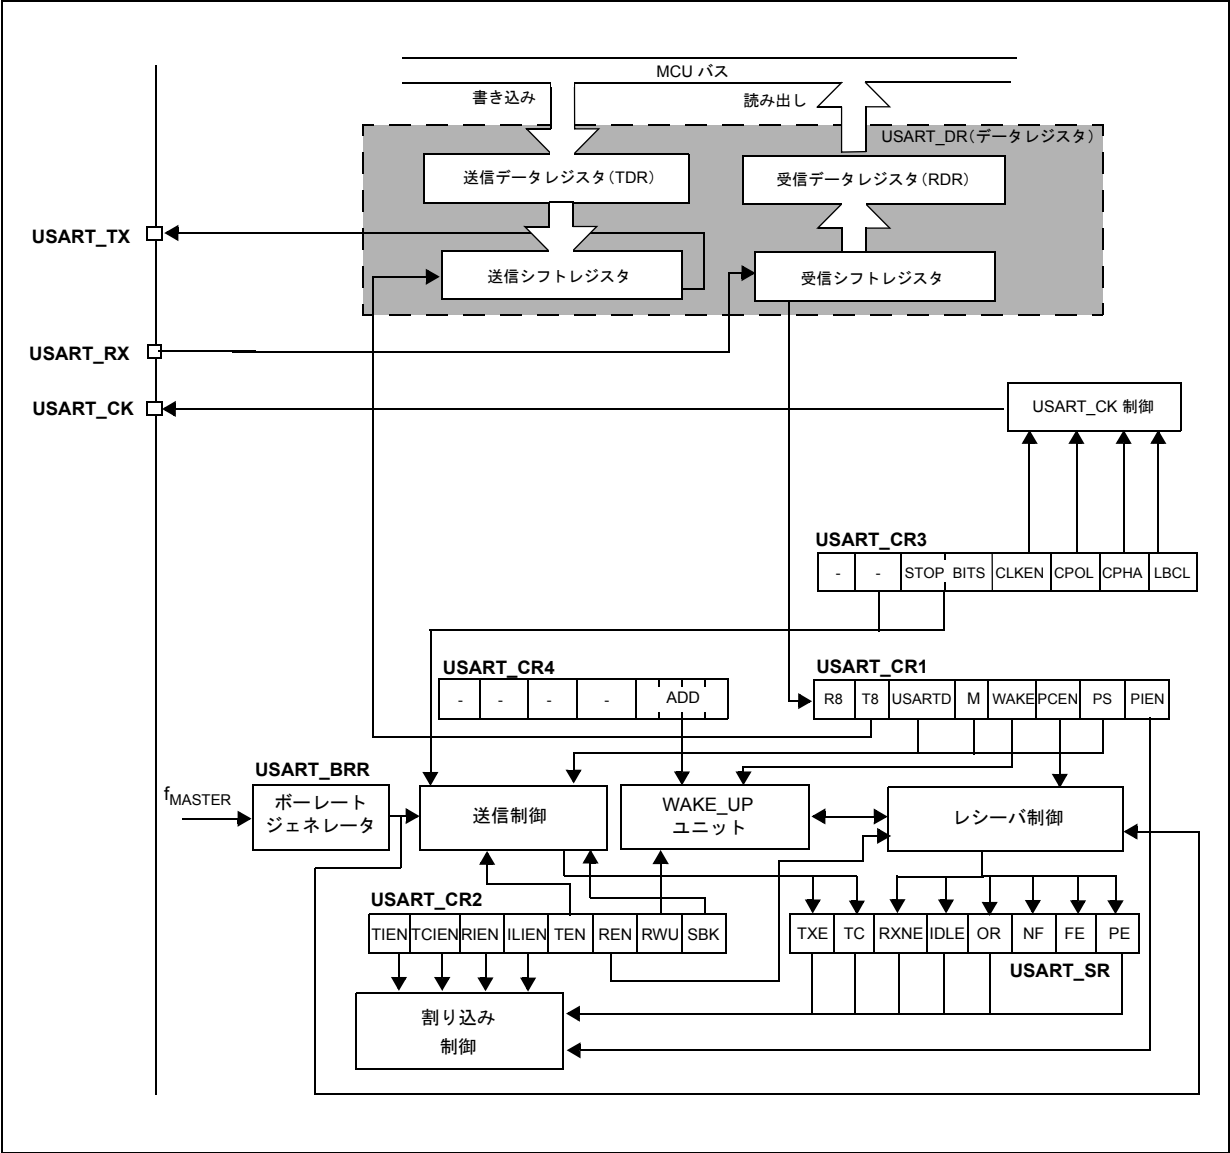 MCU バス
書き込み
読み出し
USART_DR(データレジスタ)
送信データレジスタ(TDR)
受信データレジスタ(RDR)
USART_TX
送信シフトレジスタ
受信シフトレジスタ
USART_RX
USART_CK
USART_CK 制御
USART_CR3
- - STOP BITS CLKEN CPOL CPHA LBCL
USART_CR4
- - - - ADD
USART_CR1
R8 T8 USARTD M WAKE PCEN PS PIEN
USART_BRR
fMASTER
ボーレート
ジェネレータ
送信制御
WAKE_UP
ユニット
レシーバ制御
USART_CR2
TIEN TCIEN RIEN ILIEN TEN REN RWU SBK
TXE TC RXNE IDLE OR NF FE PE
USART_SR
割り込み
制御